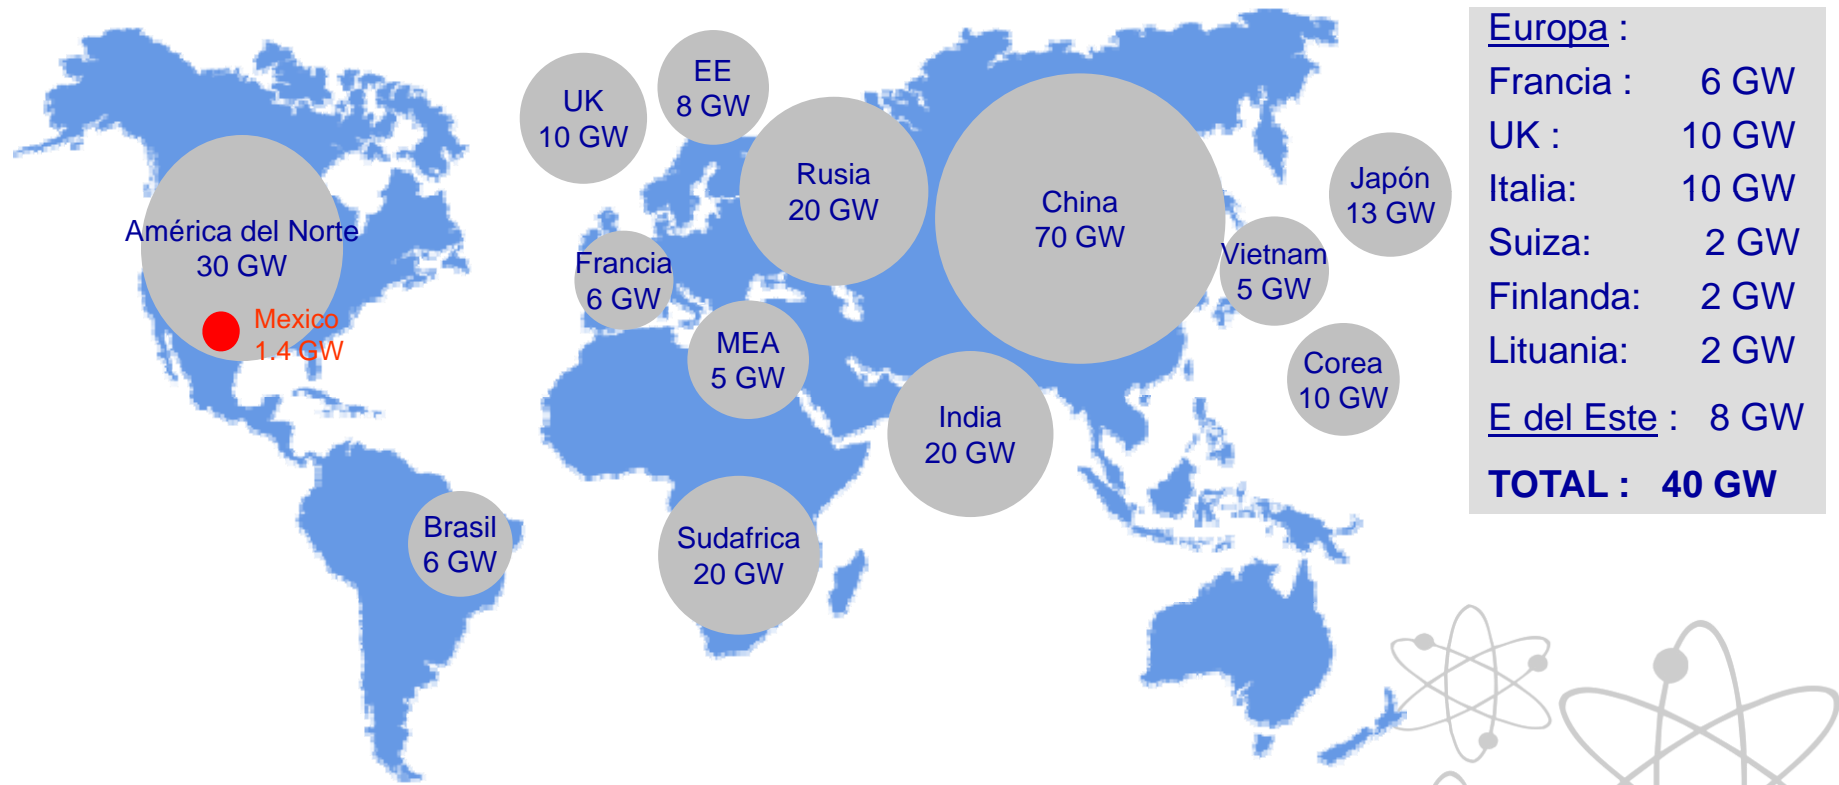 UK
10 GW
EE
8 GW
Rusia
20 GW
China
70 GW
Japón
13 GW
América del Norte
30 GW
Mexico
1.4 GW
Francia
6 GW
MEA
5 GW
Vietnam
5 GW
Corea
10 GW
India
20 GW
Brasil
6 GW
Sudafrica
20 GW
Europa :
Francia : 6 GW
UK : 10 GW
Italia: 10 GW
Suiza: 2 GW
Finlanda: 2 GW
Lituania: 2 GW
E del Este : 8 GW
TOTAL : 40 GW